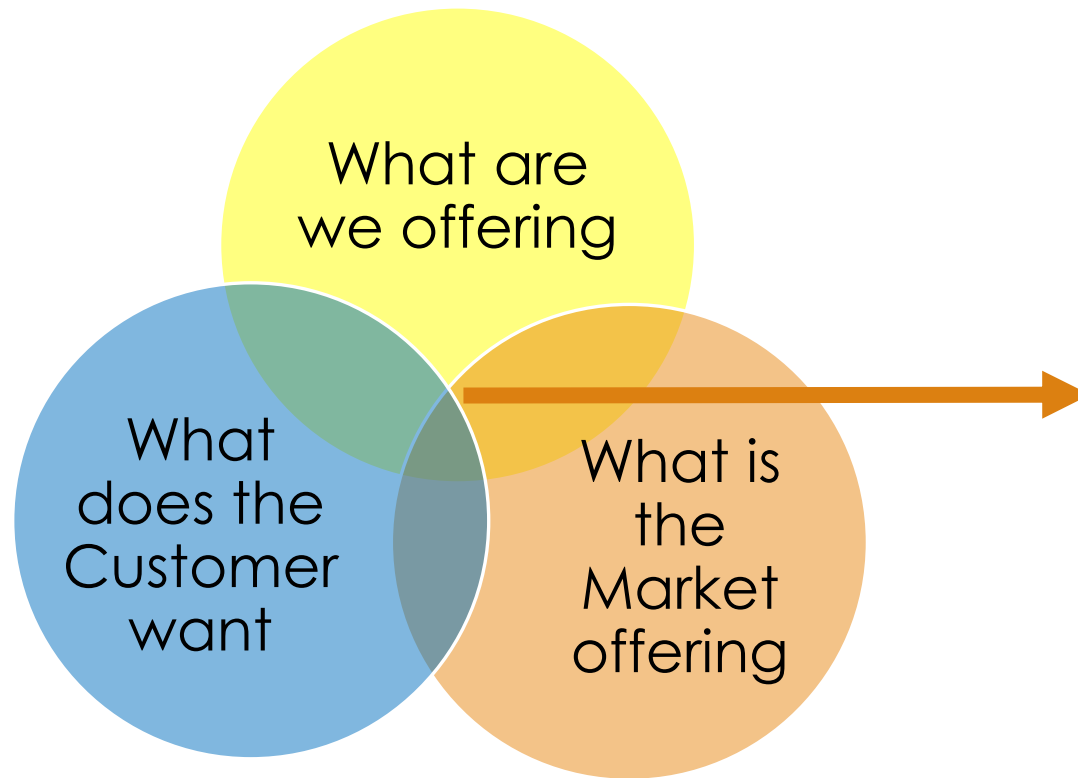 What are
we offering
What
does the
Customer
want
What is
the
Market
offering